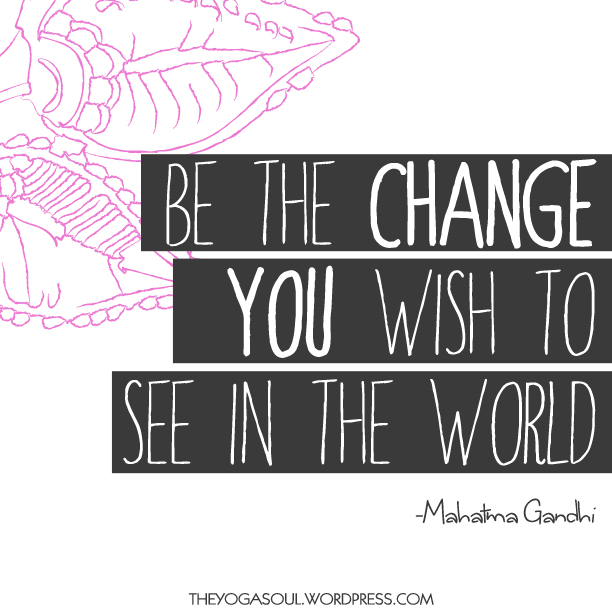 BE THE CHANGE
YOU WISH TO
SEE IN THE WORLD
-Mahatma Gandhi
THEYOGASOUL.WORDPRESS.COM